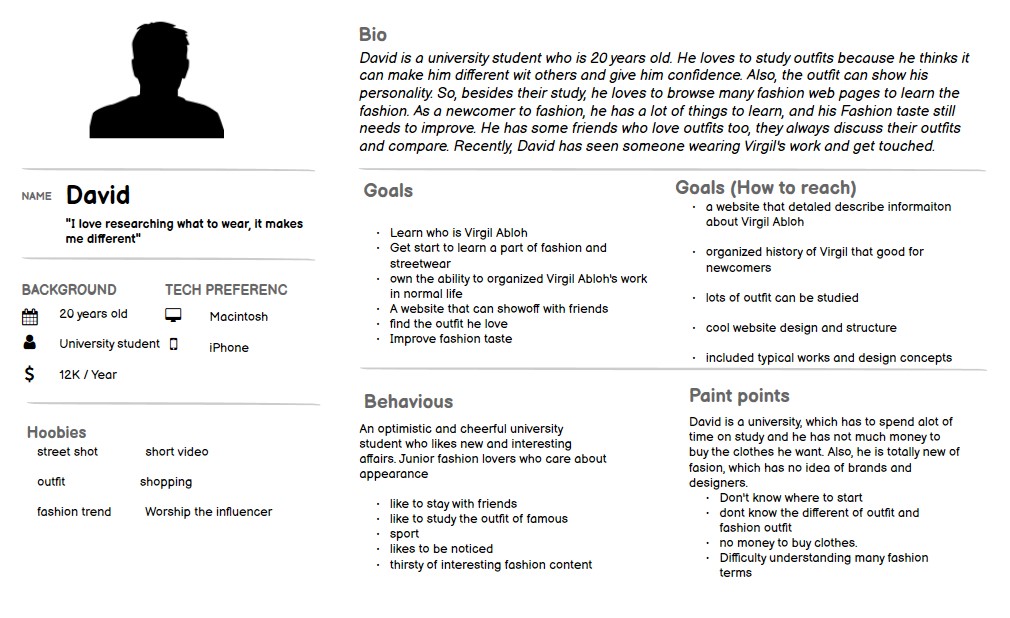 Bio
David is a university student who is 20 years old. He loves to study outfits because he thinks it
can make him different wit others and give him confidence. Also, the outfit can show his
personality. So, besides their study, he loves to browse many fashion web pages to learn the
fashion. As a newcomer to fashion, he has a lot of things to learn, and his Fashion taste still
needs to improve. He has some friends who love outfits too, they always discuss their outfits
and compare. Recently, David has seen someone wearing Virgil's work and get touched.
NAME David
"I love researching what to wear, it makes
me different"
BACKGROUND
20 years old
University student
$ 12K / Year
TECH PREFERENC
Macintosh
iPhone
Hoobies
street shot short video
outfit shopping
fashion trend Worship the influencer
Goals
· Learn who is Virgil Abloh
· Get start to learn a part of fashion and
streetwear
· own the ability to organized Virgil Abloh's work
in normal life
· A website that can showoff with friends
· find the outfit he love
· Improve fashion taste
Goals (How to reach)
· a website that detaled describe informaiton
about Virgil Abloh
· organized history of Virgil that good for
newcomers
· lots of outfit can be studied
· cool website design and structure
· included typical works and design concepts
Behavious
An optimistic and cheerful university
student who likes new and interesting
affairs. Junior fashion lovers who care about
appearance
· like to stay with friends
· like to study the outfit of famous
· sport
· likes to be noticed
· thirsty of interesting fashion content
Paint points
David is a university, which has to spend alot of
time on study and he has not much money to
buy the clothes he want. Also, he is totally new of
fasion, which has no idea of brands and
designers.
· Don't know where to start
· dont know the different of outfit and
fashion outfit
· no money to buy clothes.
· Difficulty understanding many fashion
terms